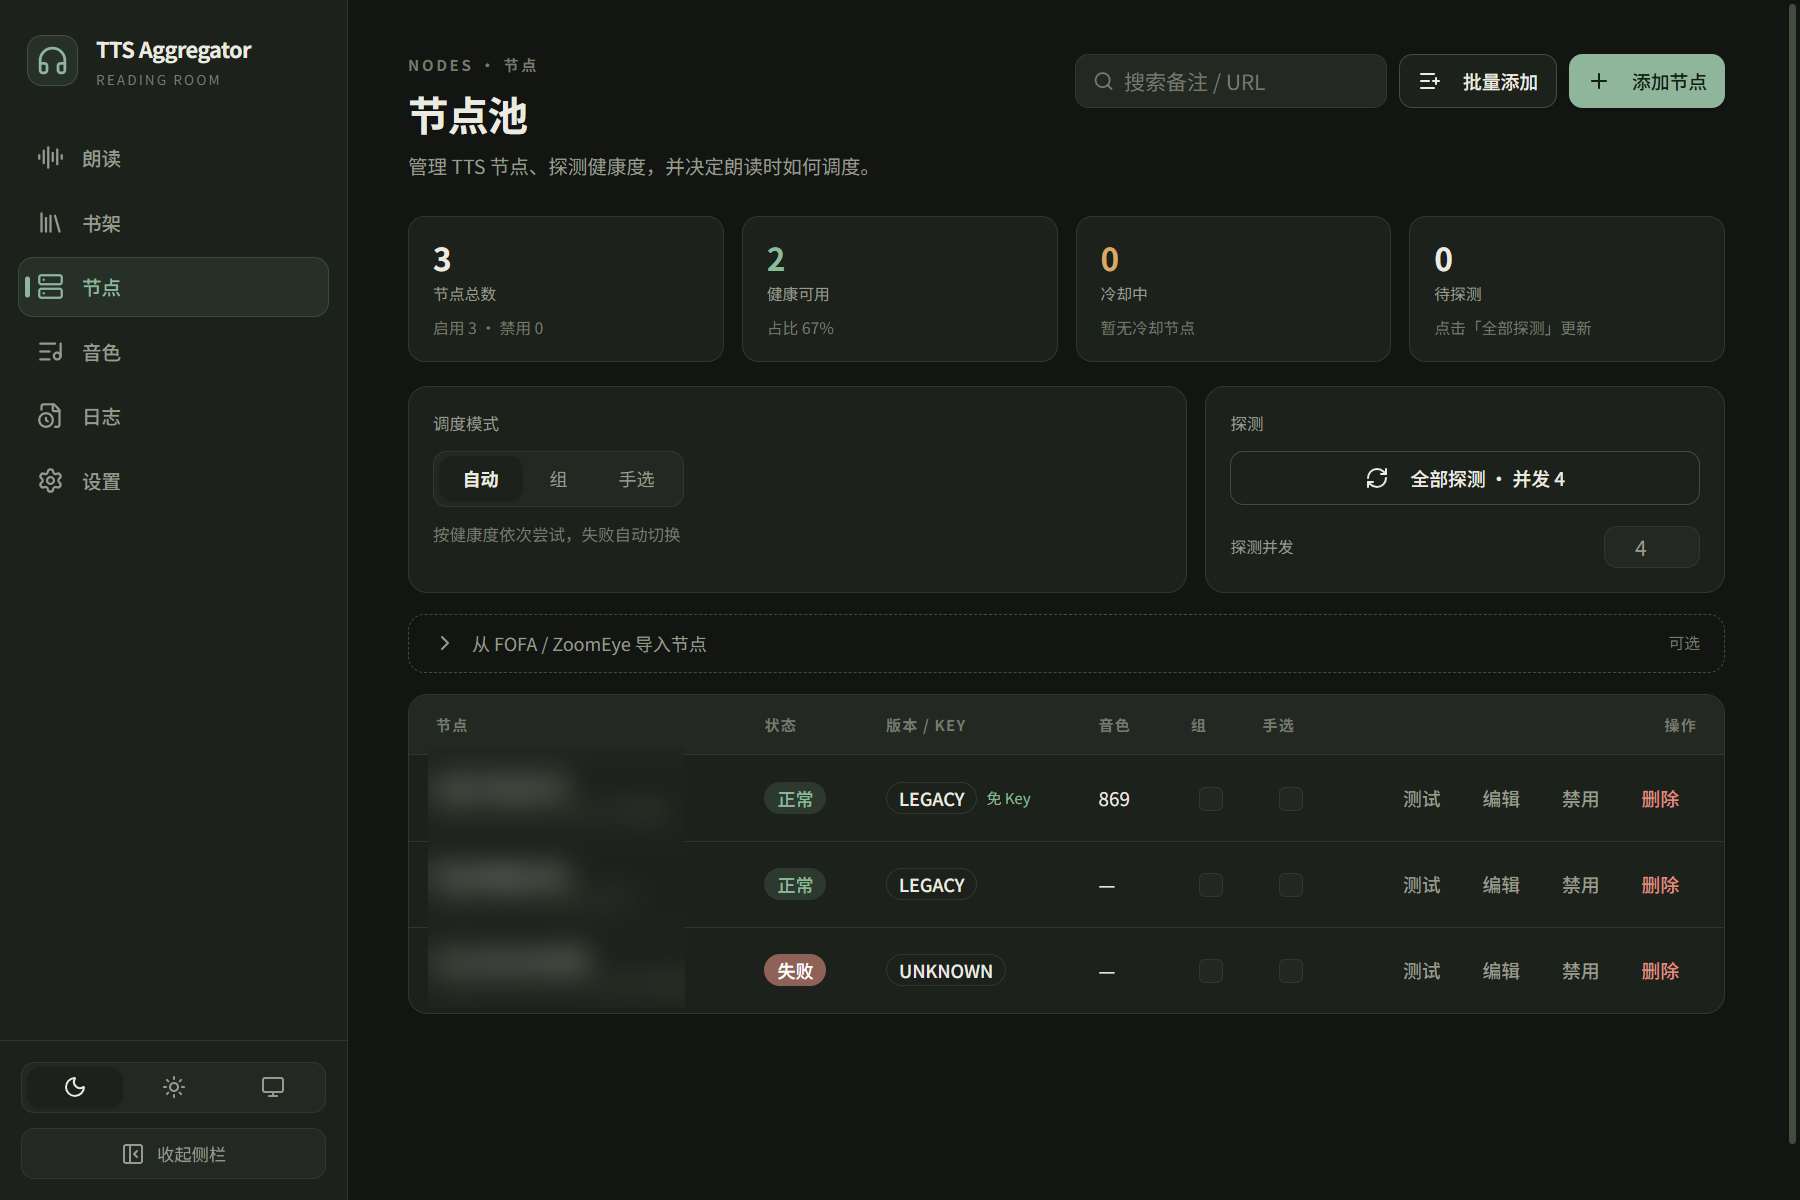 TTS Aggregator
READING ROOM
朗读
书架
节点
音色
日志
设置
收起侧栏
NODES • 节点
节点池
管理 TTS 节点、探测健康度，并决定朗读时如何调度。
搜索备注 / URL
批量添加
添加节点
3
节点总数
启用 3 • 禁用 0
2
健康可用
占比 67%
0
冷却中
暂无冷却节点
0
待探测
点击「全部探测」更新
调度模式
自动 组 手选
按健康度依次尝试，失败自动切换
探测
全部探测 • 并发 4
探测并发 4
从 FOFA / ZoomEye 导入节点 可选
节点 状态 版本 / KEY 音色 组 手选 操作
正常 LEGACY 免 Key 869 测试 编辑 禁用 删除
正常 LEGACY — 测试 编辑 禁用 删除
失败 UNKNOWN — 测试 编辑 禁用 删除